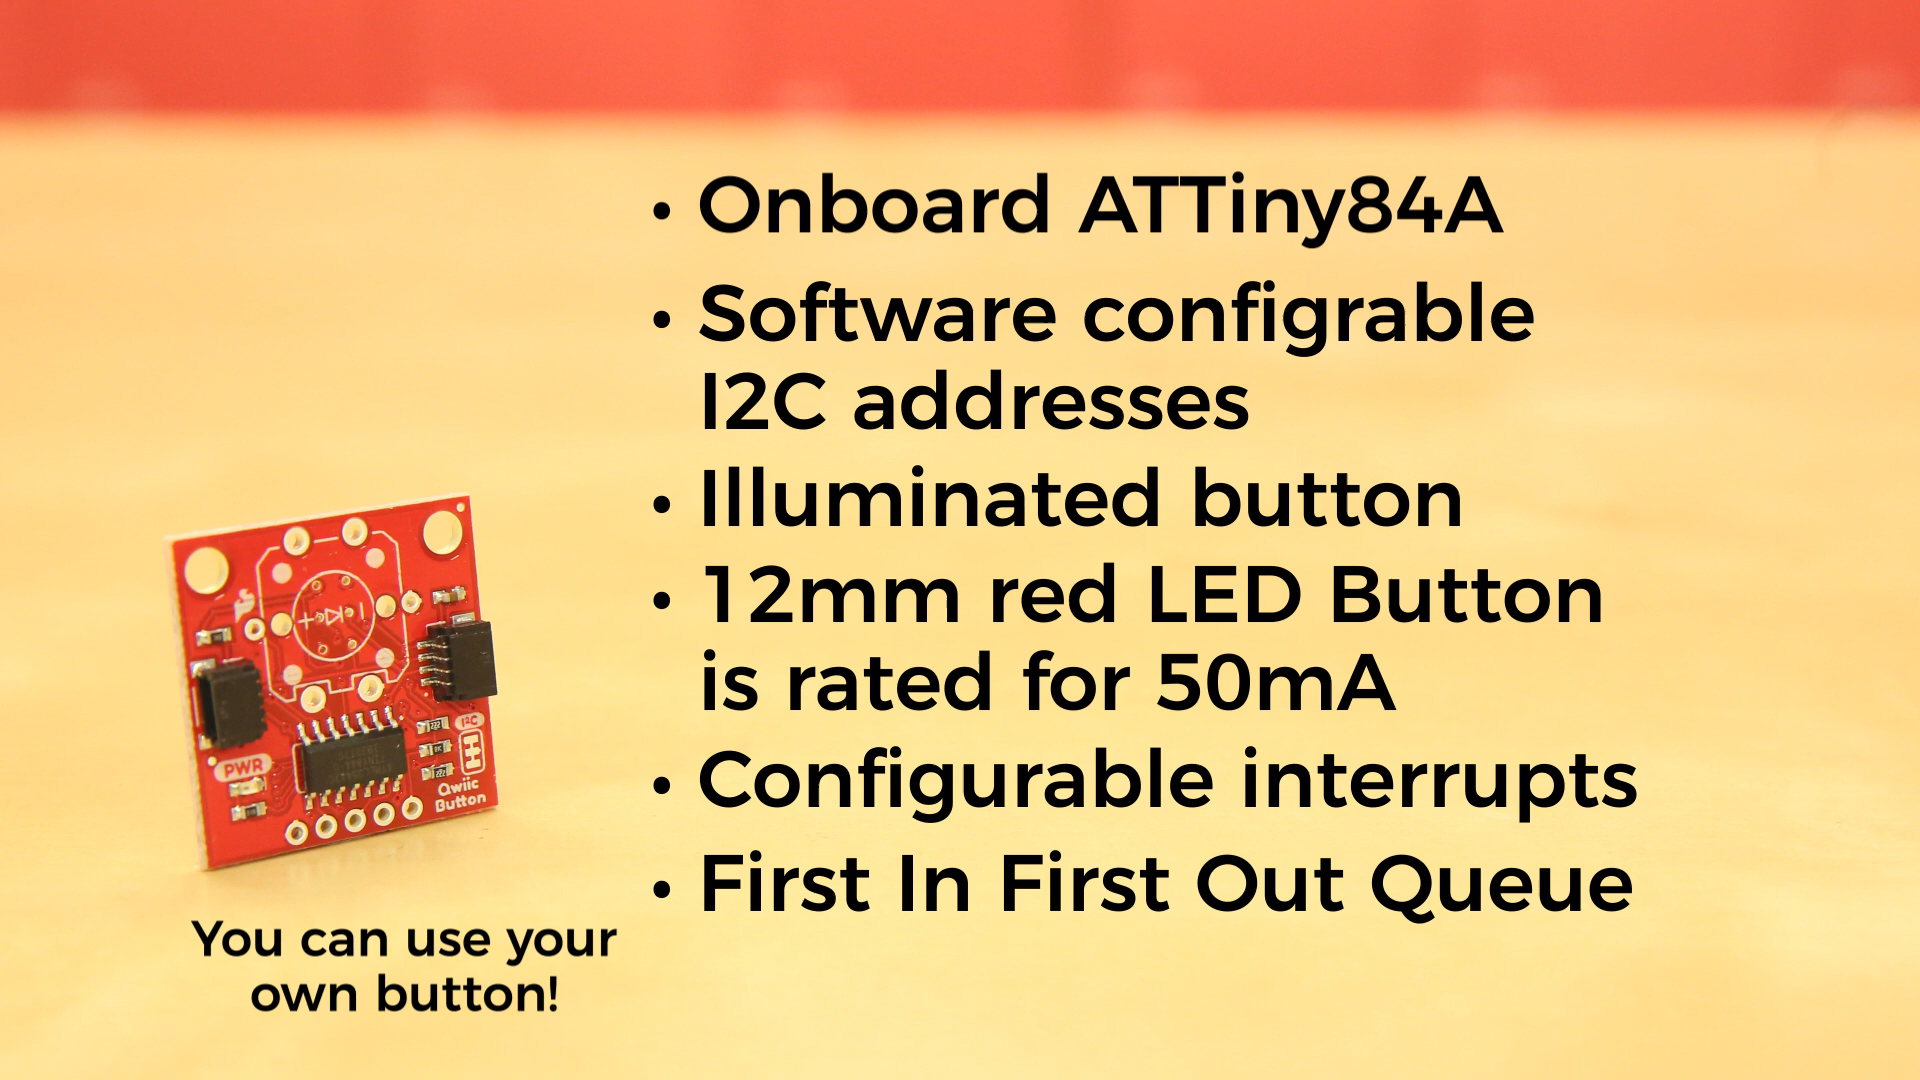 • Onboard ATTiny84A
• Software configrable
I2C addresses
• Illuminated button
• 12mm red LED Button
is rated for 50mA
• Configurable interrupts
• First In First Out Queue
PWR
I²C
Qwiic
Button
You can use your
own button!